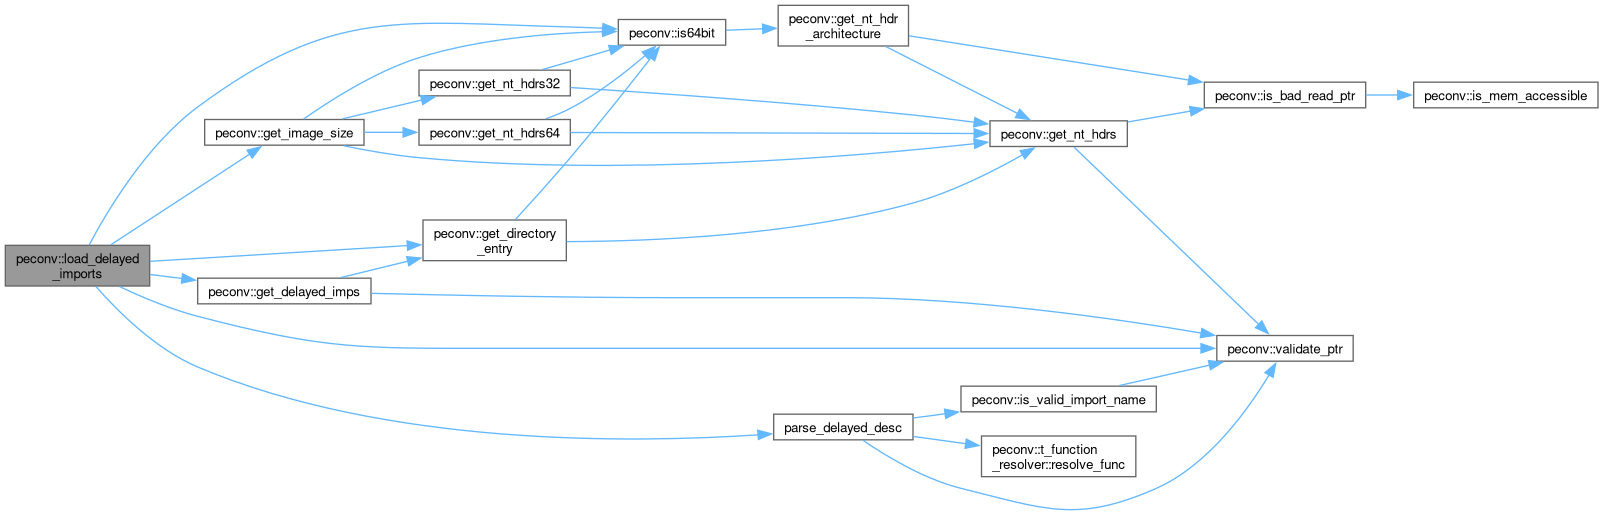 peconv::load_delayed
_imports
peconv::get_image_size
peconv::get_delayed_imps
peconv::get_nt_hdrs32
peconv::get_nt_hdrs64
peconv::get_directory
_entry
peconv::is64bit
peconv::get_nt_hdr
_architecture
parse_delayed_desc
peconv::get_nt_hdrs
peconv::is_valid_import_name
peconv::t_function
_resolver::resolve_func
peconv::is_bad_read_ptr
peconv::validate_ptr
peconv::is_mem_accessible